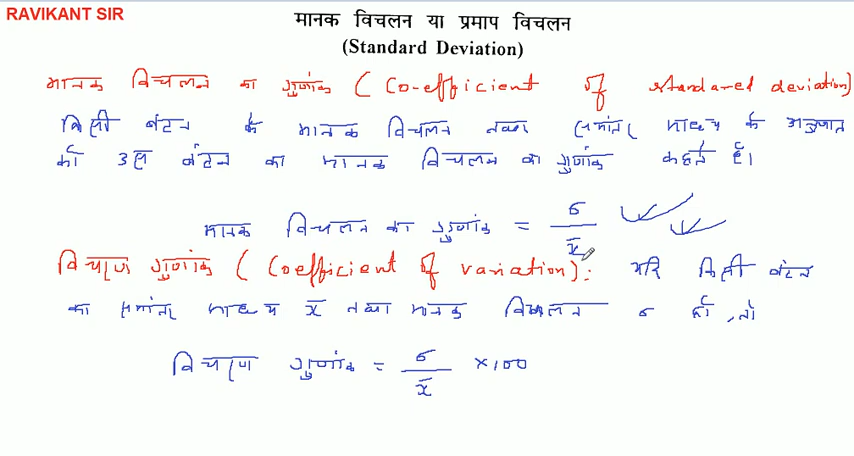 RAVIKANT SIR
मानक विचलन या प्रमाप विचलन
(Standard Deviation)
मानक विचलन का गुणांक (Co-efficient of standared deviation)
किसी बंटन के मानक विचलन तथा समांतर माध्य के अनुपात
को उस बंटन का मानक विचलन का गुणांक कहते हैं।
मानक विचलन का गुणांक = σ / x̄
विचरण गुणांक (Coefficient of variation): यदि किसी बंटन
का समांतर माध्य x̄ तथा मानक विचलन σ हो, तो
विचरण गुणांक = σ / x̄ × 100